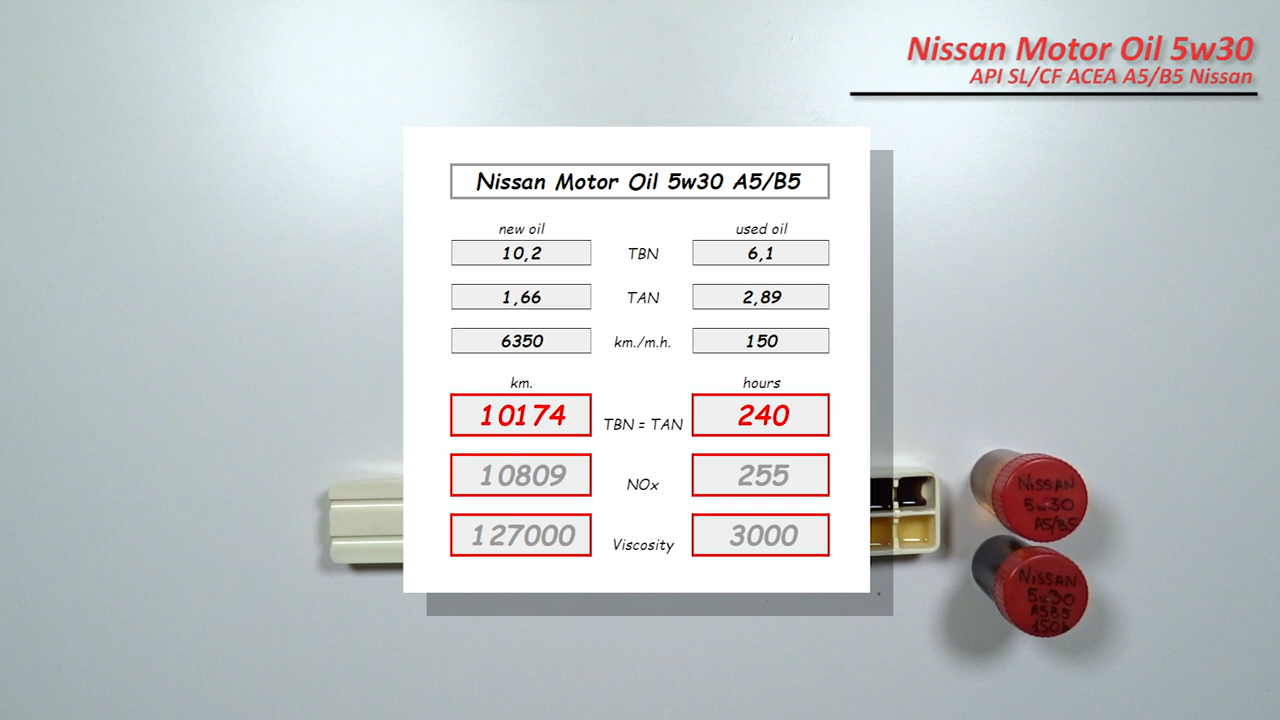 Nissan Motor Oil 5w30
API SL/CF ACEA A5/B5 Nissan
Nissan Motor Oil 5w30 A5/B5
new oil used oil
10,2 TBN 6,1
1,66 TAN 2,89
6350 km./m.h. 150
km. hours
10174 TBN = TAN 240
10809 NOx 255
127000 Viscosity 3000
NISSAN
5w30
A5/B5
NISSAN
5w30
A5B5
150h